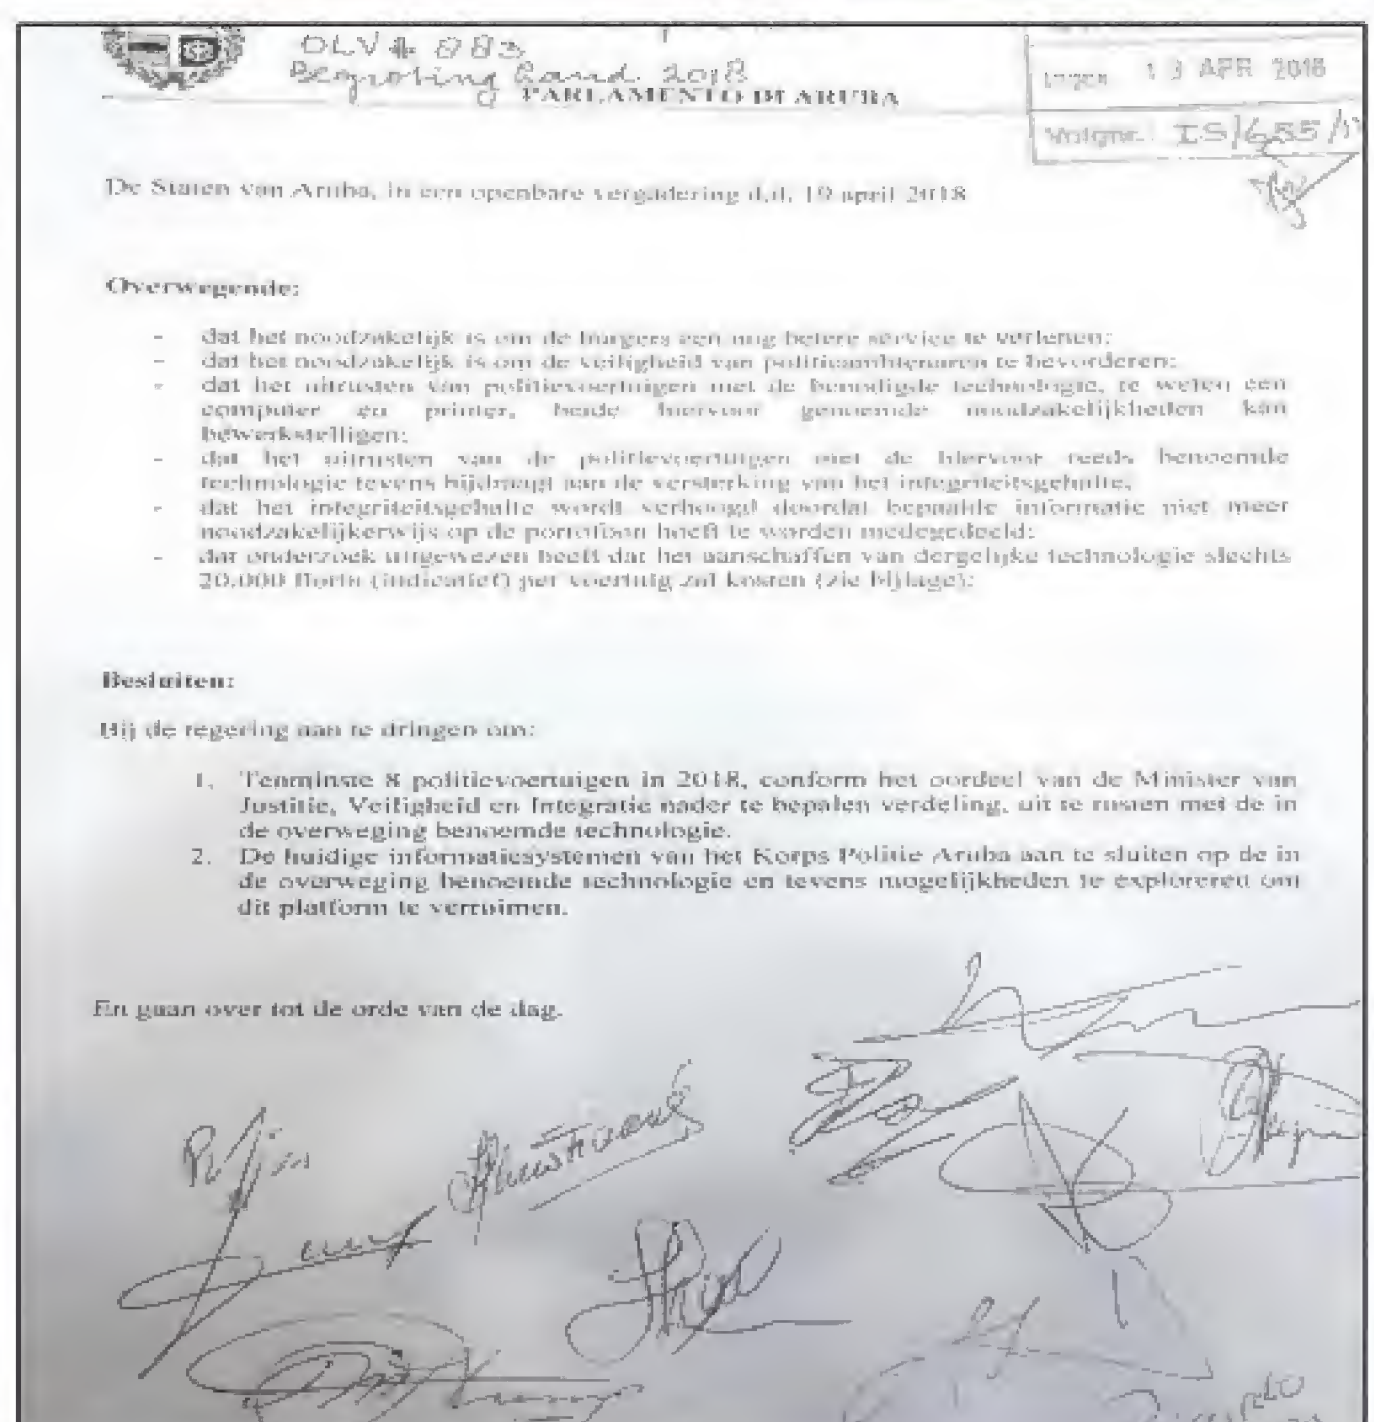 OLV # 883
Begroting Land 2018
PARLAMENTO DI ARUBA
Ingek. 19 APR 2018
Volgnr. IS/655/17
De Staten van Aruba, in een openbare vergadering d.d. 19 april 2018
Overwegende:
- dat het noodzakelijk is om de burgers een nog betere service te verlenen;
- dat het noodzakelijk is om de veiligheid van politieambtenaren te bevorderen;
- dat het uitrusten van politievoertuigen met de benodigde technologie, te weten een
computer en printer, beide hiervoor genoemde noodzakelijkheden kan
bewerkstelligen;
- dat het uitrusten van de politievoertuigen met de hiervoor reeds benoemde
technologie tevens bijdraagt aan de versterking van het integriteitsgehalte;
- dat het integriteitsgehalte wordt verhoogd doordat bepaalde informatie niet meer
noodzakelijkerwijs op de portofoon hoeft te worden medegedeeld;
- dat onderzoek uitgewezen heeft dat het aanschaffen van dergelijke technologie slechts
20.000 florin (indicatief) per voertuig zal kosten (zie bijlage);
Besluiten:
Bij de regering aan te dringen om:
1. Tenminste 8 politievoertuigen in 2018, conform het oordeel van de Minister van
Justitie, Veiligheid en Integratie nader te bepalen verdeling, uit te rusten met de in
de overweging benoemde technologie.
2. De huidige informaticasystemen van het Korps Politie Aruba aan te sluiten op de in
de overweging benoemde technologie en tevens mogelijkheden te exploreren om
dit platform te verruimen.
En gaan over tot de orde van de dag.